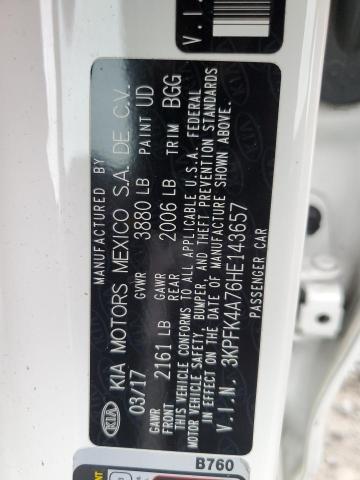 V.I.
KIA
MANUFACTURED BY
KIA MOTORS MEXICO S.A. DE C.V.
03/17 GVWR 3880 LB PAINT UD
GAWR FRONT 2161 LB GAWR REAR 2006 LB TRIM BGG
THIS VEHICLE CONFORMS TO ALL APPLICABLE U.S.A. FEDERAL
MOTOR VEHICLE SAFETY, BUMPER, AND THEFT PREVENTION STANDARDS
IN EFFECT ON THE DATE OF MANUFACTURE SHOWN ABOVE.
V.I.N. 3KPFK4A76HE143657
PASSENGER CAR
B760